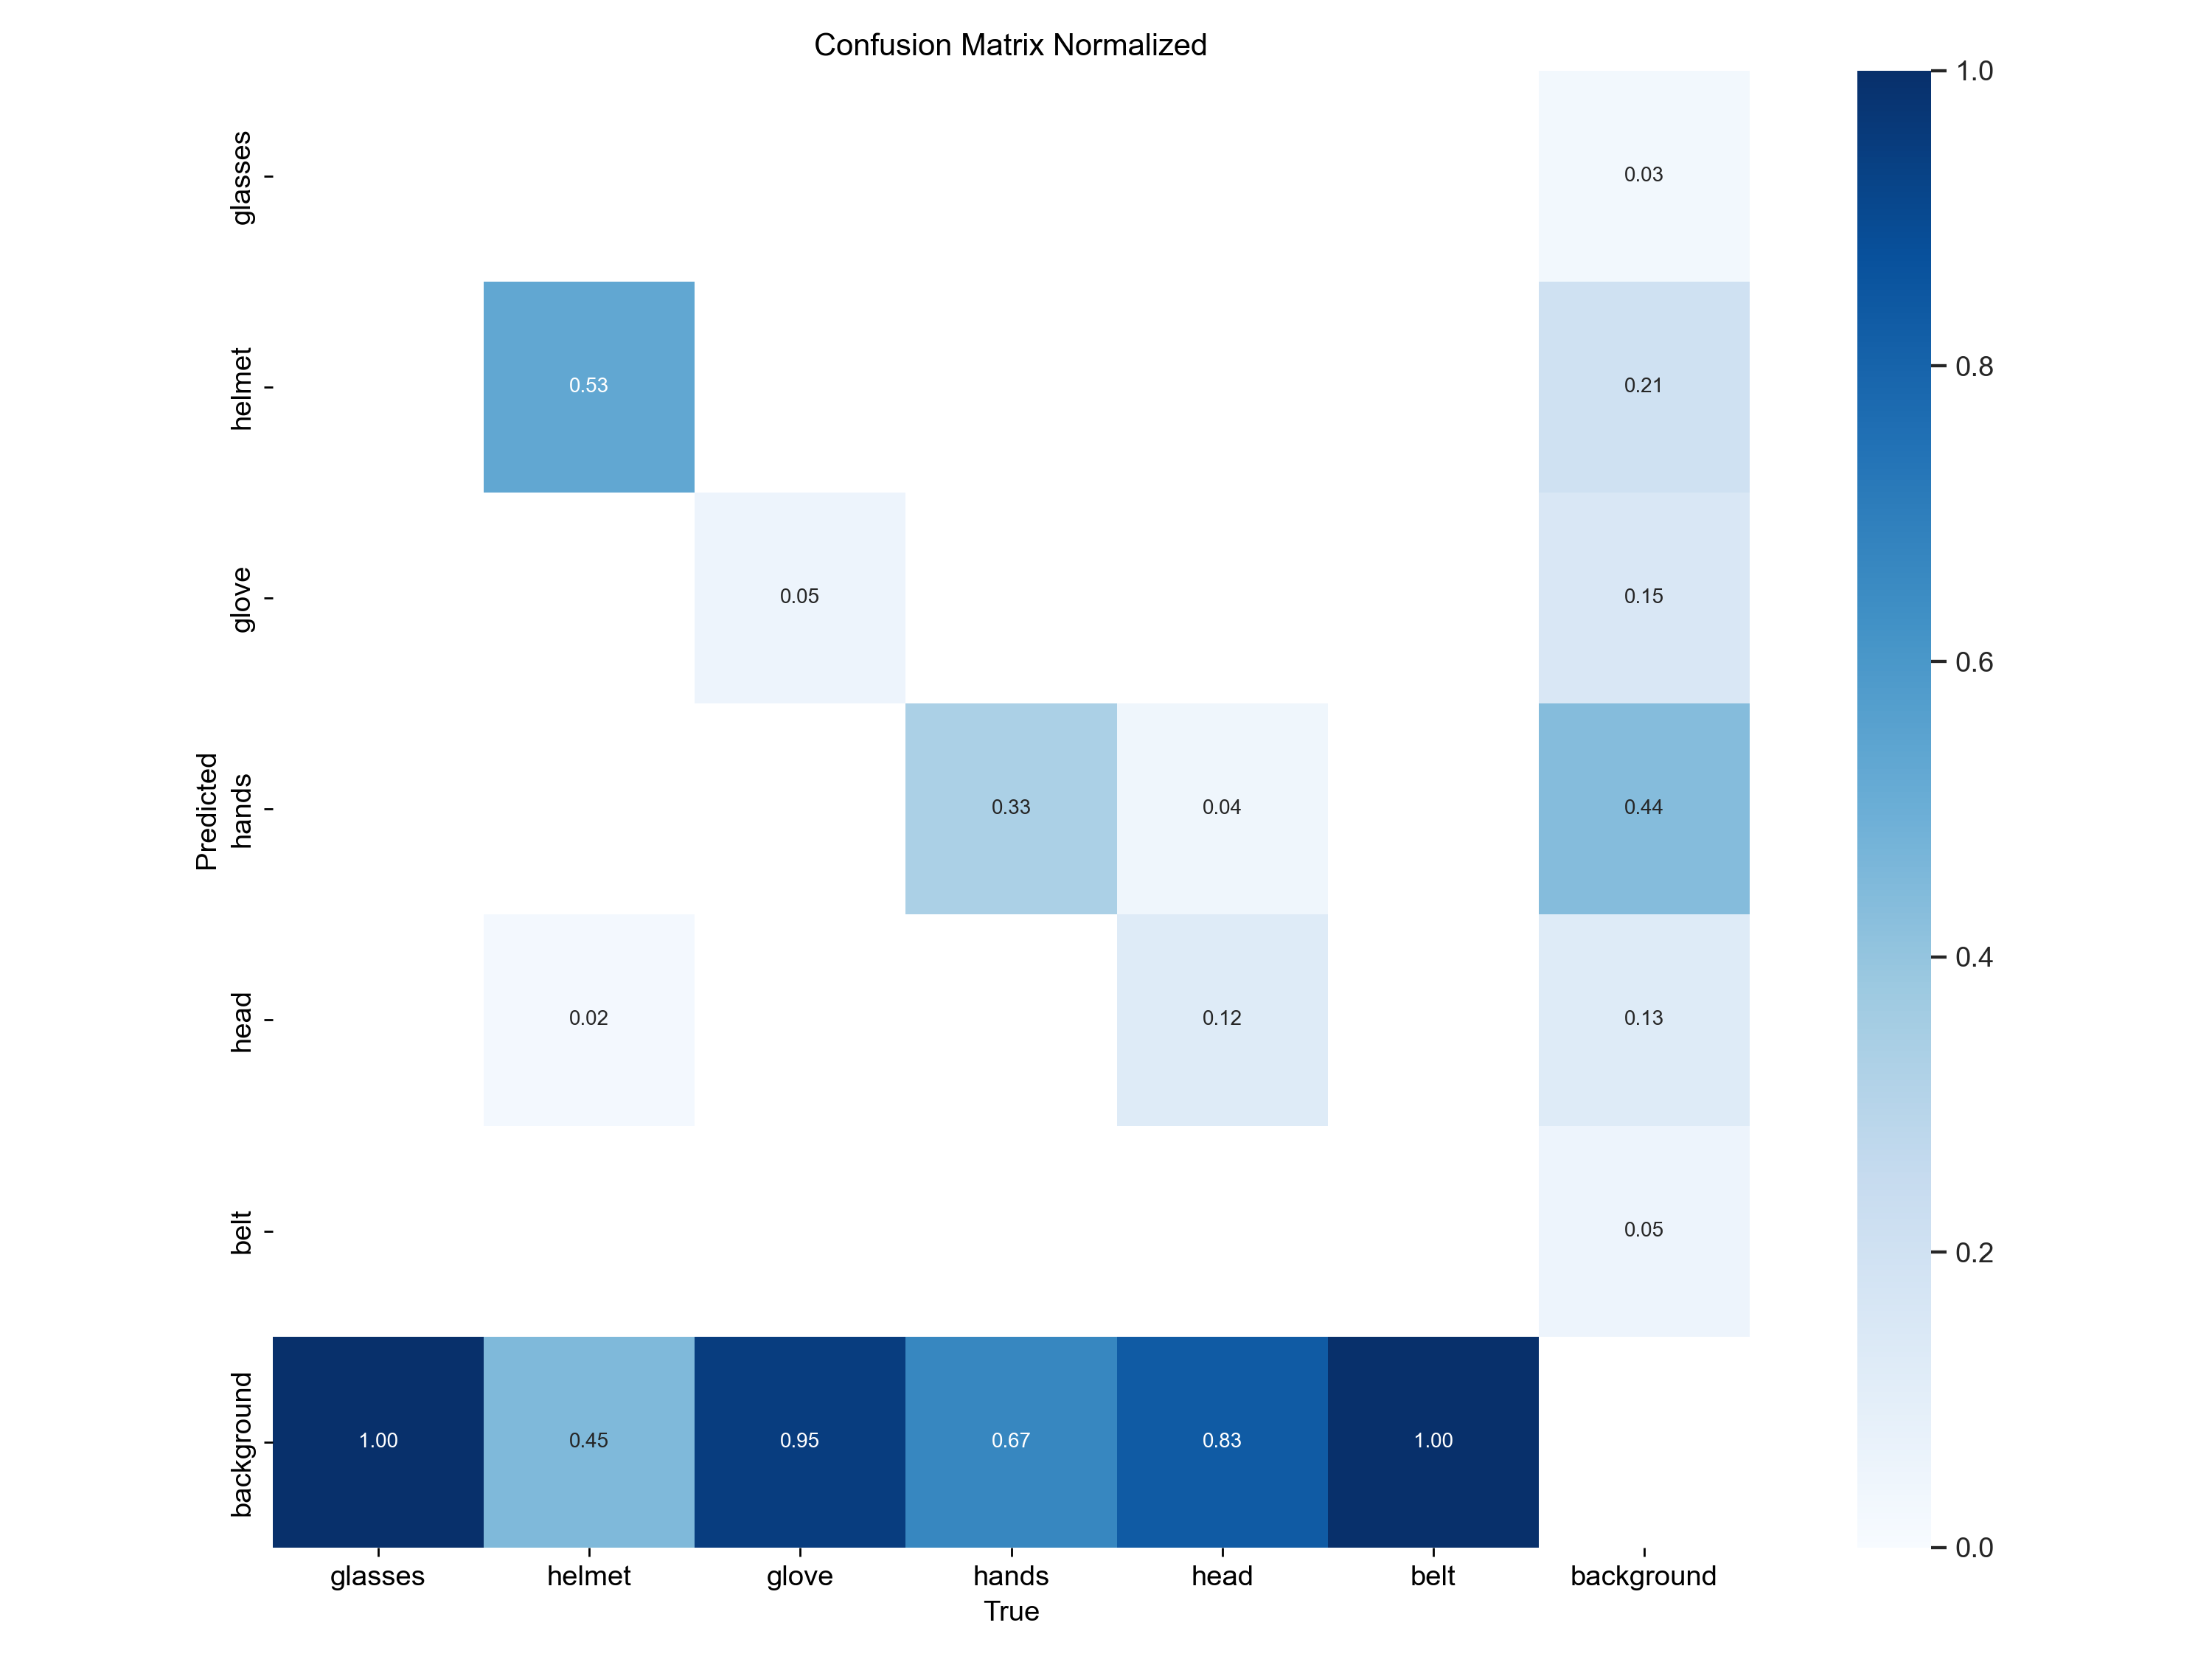 Confusion Matrix Normalized
Predicted
glasses
0.03
helmet
0.53
0.21
glove
0.05
0.15
hands
0.33
0.04
0.44
head
0.02
0.12
0.13
belt
0.05
background
1.00
0.45
0.95
0.67
0.83
1.00
glasses
helmet
glove
hands
head
belt
background
True
1.0
0.8
0.6
0.4
0.2
0.0